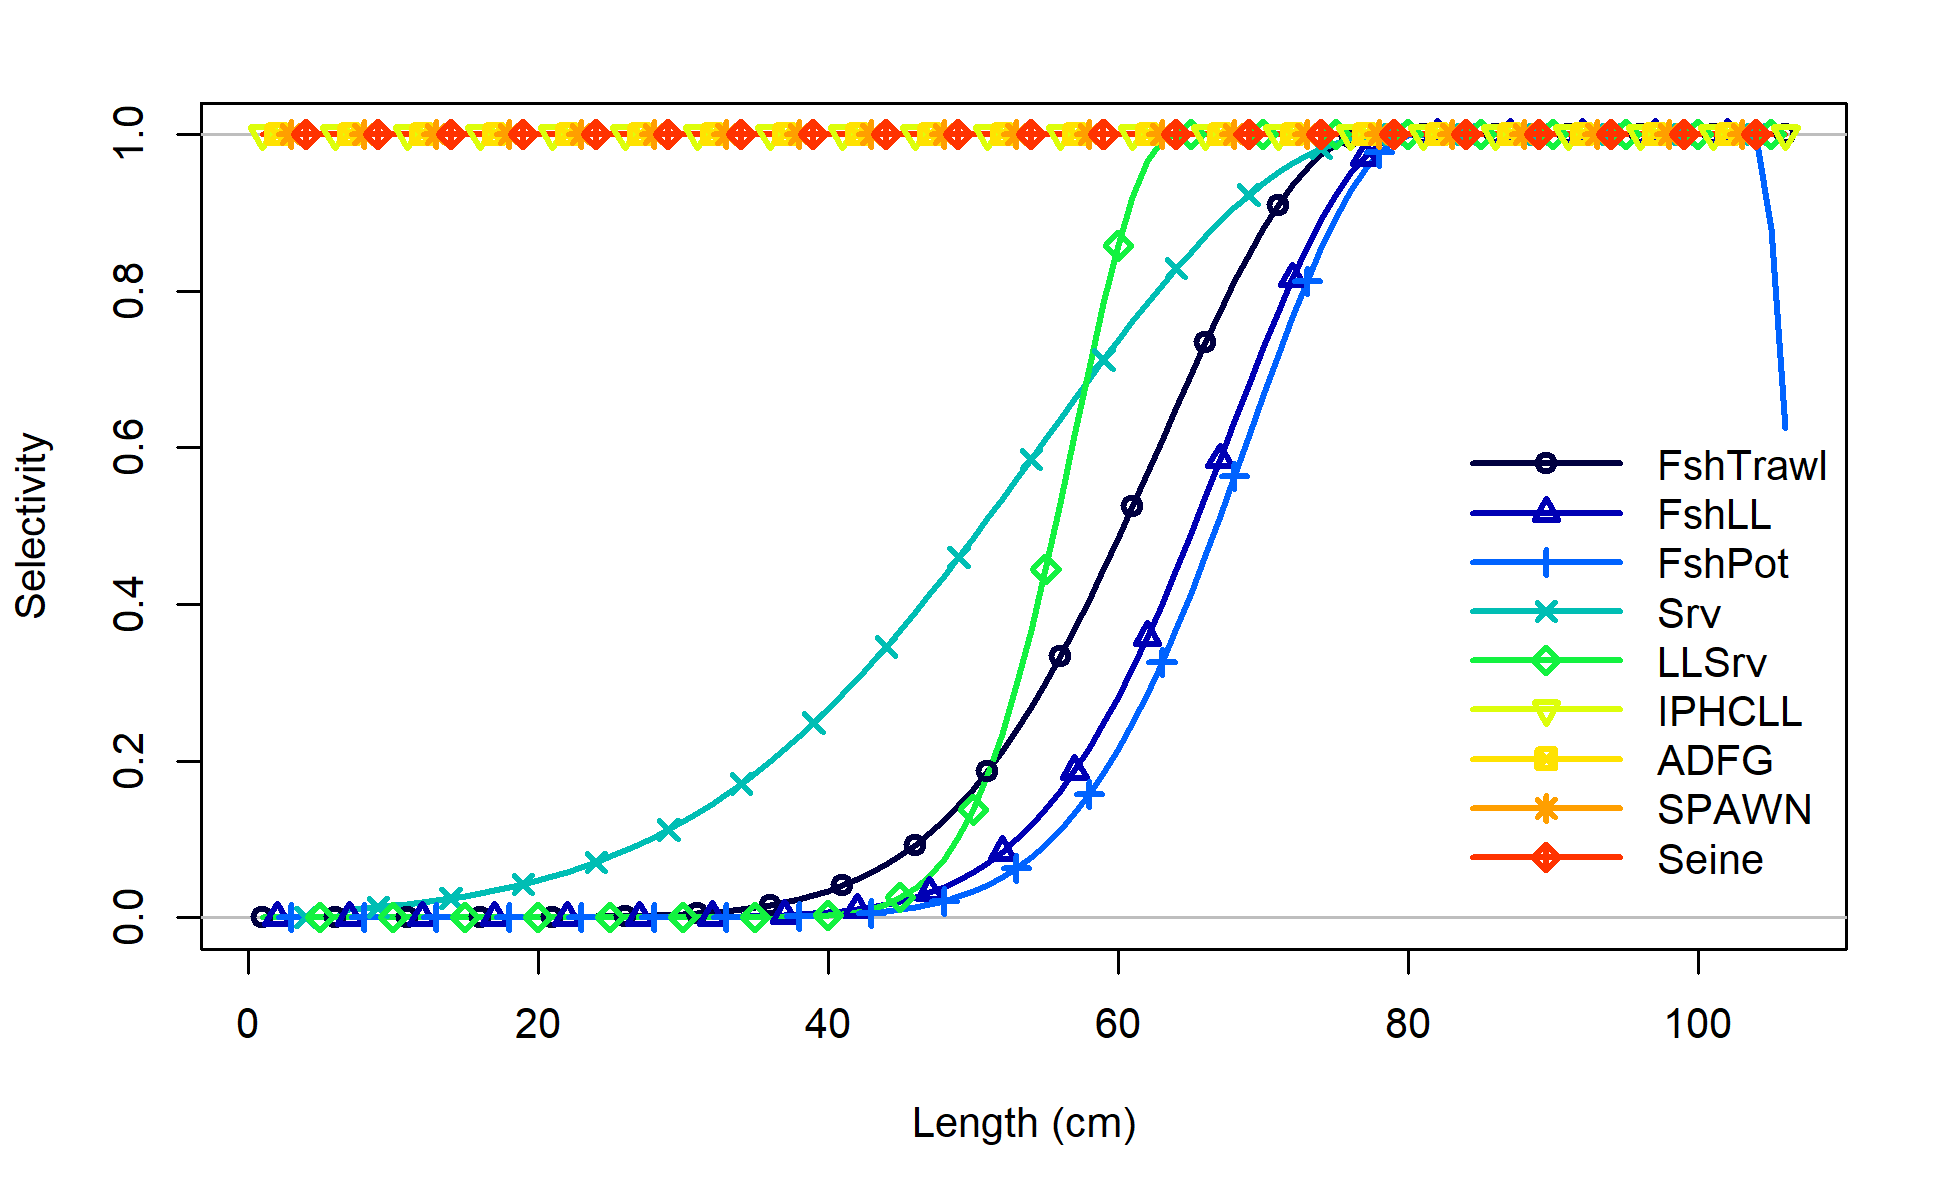 Selectivity
1.0
0.8
0.6
0.4
0.2
0.0
FshTrawl
FshLL
FshPot
Srv
LLSrv
IPHCLL
ADFG
SPAWN
Seine
0 20 40 60 80 100
Length (cm)